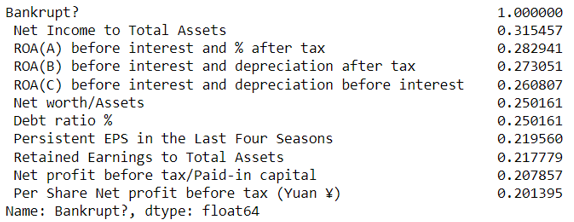 Bankrupt? 1.000000
Net Income to Total Assets 0.315457
ROA(A) before interest and % after tax 0.282941
ROA(B) before interest and depreciation after tax 0.273051
ROA(C) before interest and depreciation before interest 0.260807
Net worth/Assets 0.250161
Debt ratio % 0.250161
Persistent EPS in the Last Four Seasons 0.219560
Retained Earnings to Total Assets 0.217779
Net profit before tax/Paid-in capital 0.207857
Per Share Net profit before tax (Yuan ¥) 0.201395
Name: Bankrupt?, dtype: float64